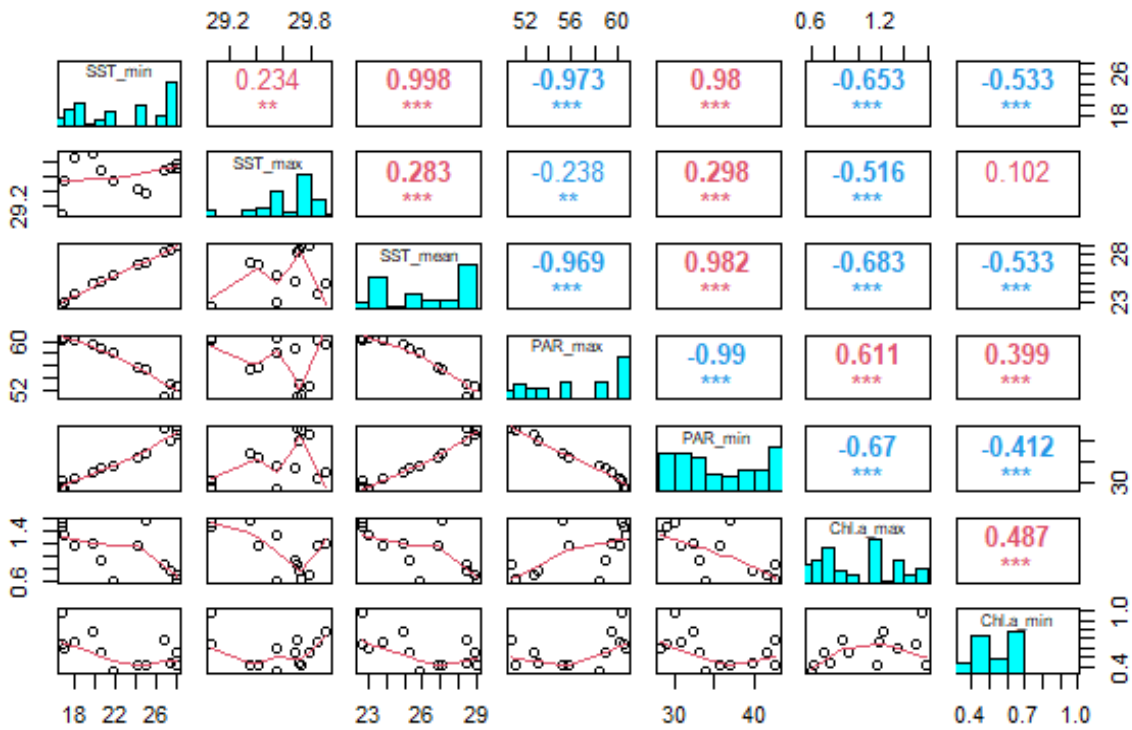 29.2 29.8 52 56 60 0.6 1.2
SST_min 0.234 0.998 -0.973 0.98 -0.653 -0.533 18 26
** *** *** *** *** ***
29.2 SST_max 0.283 -0.238 0.298 -0.516 0.102
*** ** *** ***
SST_mean -0.969 0.982 -0.683 -0.533 23 28
*** *** *** ***
52 60 PAR_max -0.99 0.611 0.399
*** *** ***
PAR_min -0.67 -0.412 30
*** ***
0.6 1.4 Chl.a_max 0.487
***
Chl.a_min 0.4 1.0
18 22 26 23 26 29 30 40 0.4 0.7 1.0